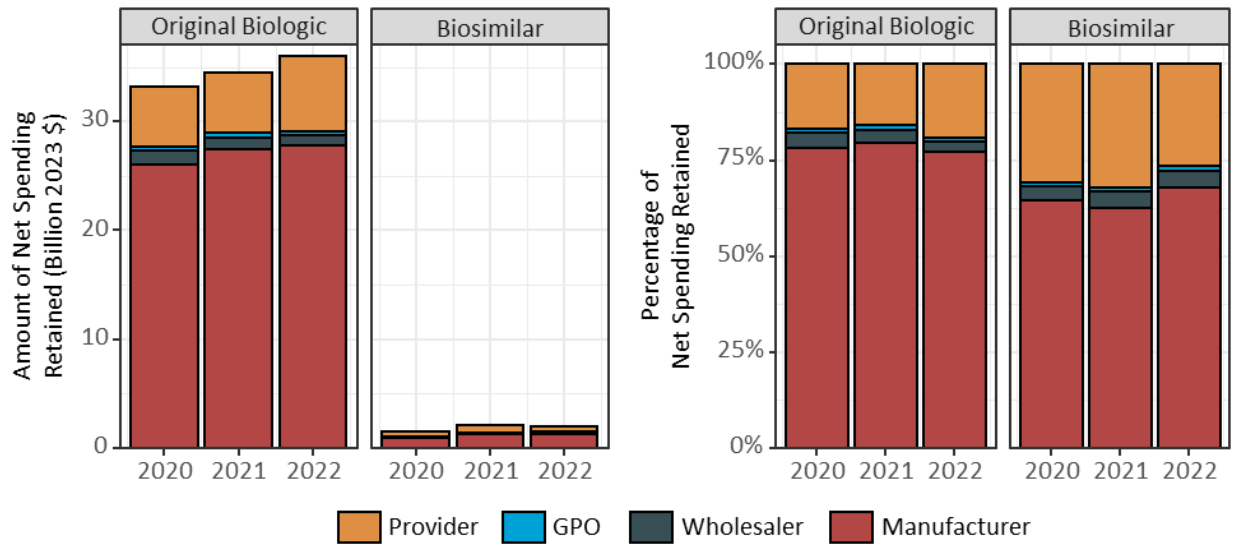 Original Biologic
Biosimilar
Amount of Net Spending
Retained (Billion 2023 $)
30
20
10
0
2020 2021 2022
2020 2021 2022
Original Biologic
Biosimilar
Percentage of
Net Spending Retained
100%
75%
50%
25%
0%
2020 2021 2022
2020 2021 2022
Provider
GPO
Wholesaler
Manufacturer